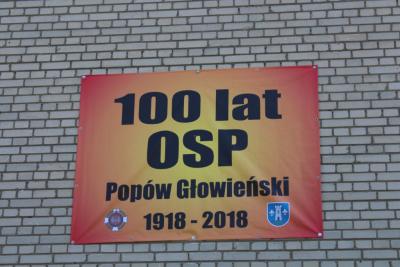 100 lat
OSP
Popów Głowieński
1918 - 2018